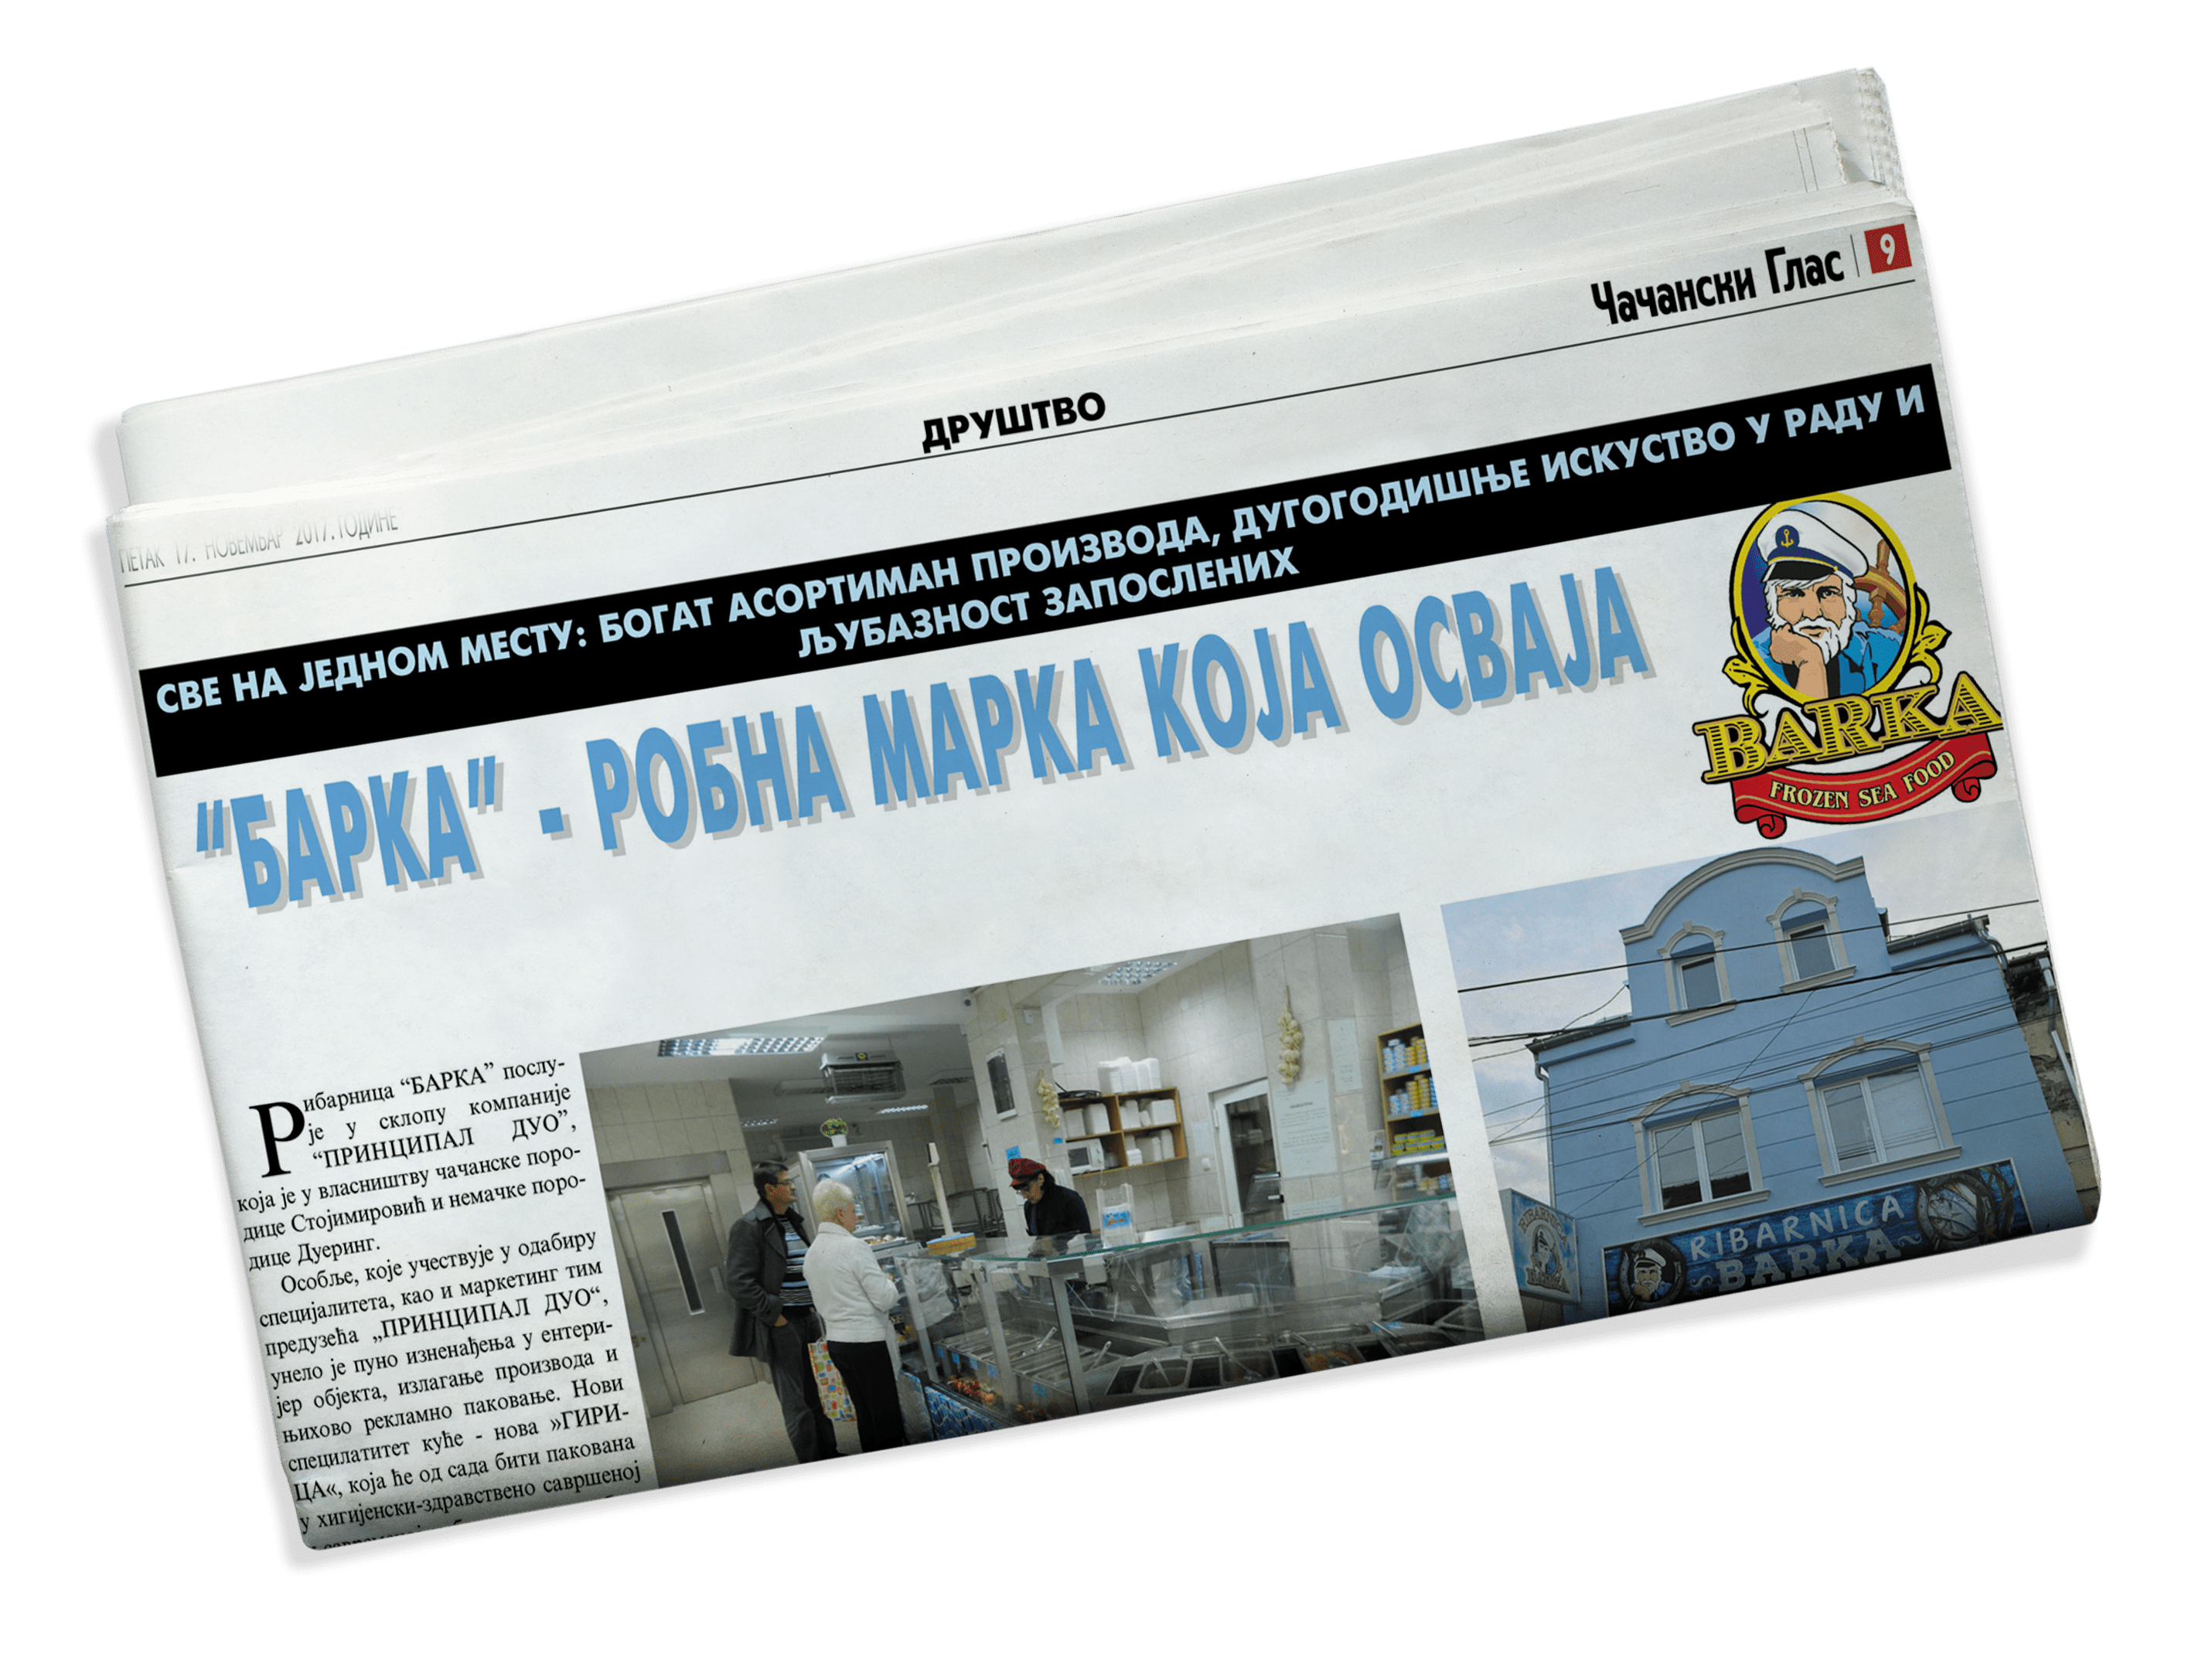 Чачански Глас 9
ДРУШТВО
ПЕТАК 17. НОВЕМБАР 2017. ГОДИНЕ
СВЕ НА ЈЕДНОМ МЕСТУ: БОГАТ АСОРТИМАН ПРОИЗВОДА, ДУГОГОДИШЊЕ ИСКУСТВО У РАДУ И
ЉУБАЗНОСТ ЗАПОСЛЕНИХ
"БАРКА" - РОБНА МАРКА КОЈА ОСВАЈА
BARKA
FROZEN SEA FOOD
Рибарница “БАРКА” послу-
је у склопу компаније
“ПРИНЦИПАЛ ДУО”,
која је у власништву чачанске поро-
дице Стојимировић и немачке поро-
дице Дуеринг.
Особље, које учествује у одабиру
специјалитета, као и маркетинг тим
предузећа „ПРИНЦИПАЛ ДУО“,
унело је пуно изненађења у ентери-
јер објекта, излагање производа и
њихово рекламно паковање. Нови
специлатитет куће - нова »ГИРИ-
ЦА«, која ће од сада бити пакована
у хигијенски-здравствено савршеној
RIBARNICA
BARKA
RIBARNICA
BARKA